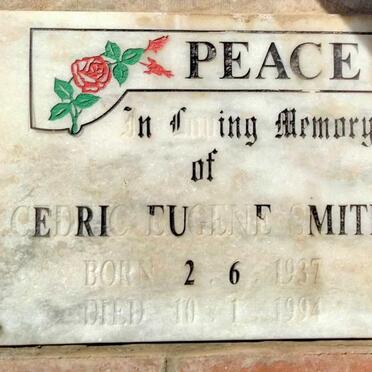 PEACE
In Loving Memory
of
CEDRIC EUGENE SMITH
BORN 2.6.1937
DIED 10.1.1994